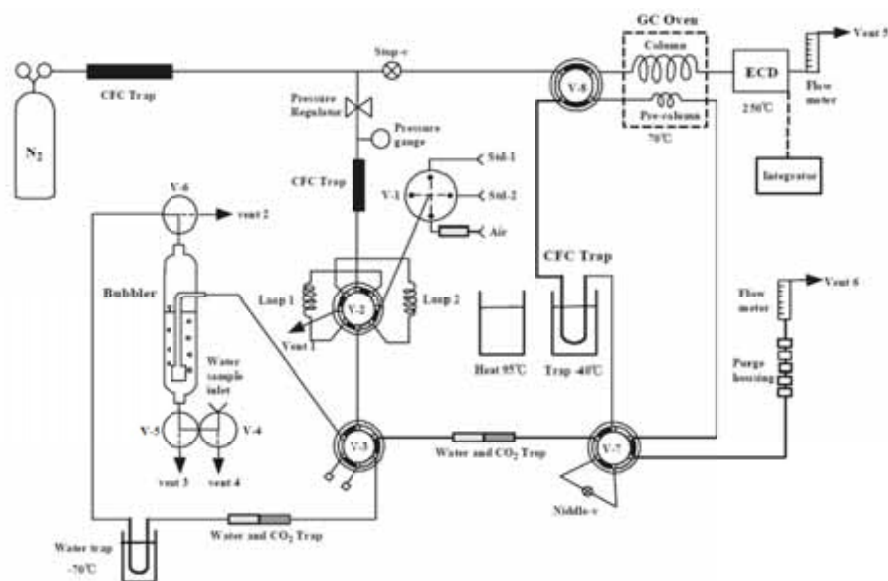 GC Oven
Stop-v
Column
Vent 5
V-8
ECD
CFC Trap
Flow
meter
Pressure
Regulator
Pre-column
250℃
70℃
N2
Pressure
gauge
Std-1
V-6
CFC Trap
V-1
Std-2
Integrator
vent 2
Air
CFC Trap
Bubbler
Loop 1
V-2
Loop 2
Flow
meter
Vent 6
Vent 1
Water
sample
inlet
Heat 95℃
Trap -40℃
Purge
housing
V-5
V-4
V-3
V-7
Water and CO2 Trap
vent 3
vent 4
Niddle-v
Water trap
-70℃
Water and CO2 Trap